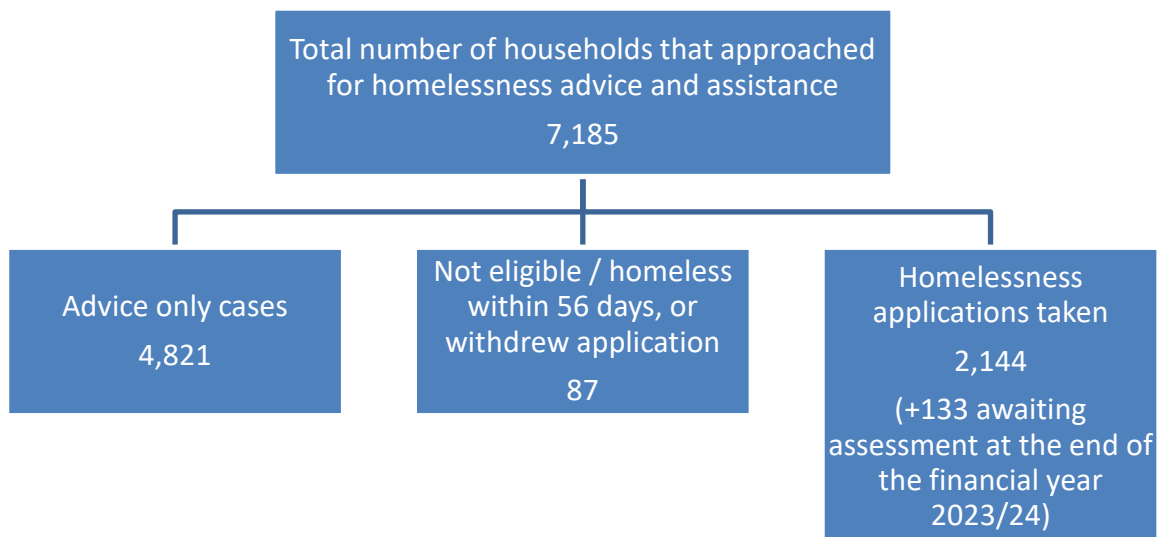 Total number of households that approached
for homelessness advice and assistance
7,185
Advice only cases
4,821
Not eligible / homeless
within 56 days, or
withdrew application
87
Homelessness
applications taken
2,144
(+133 awaiting
assessment at the end of
the financial year
2023/24)